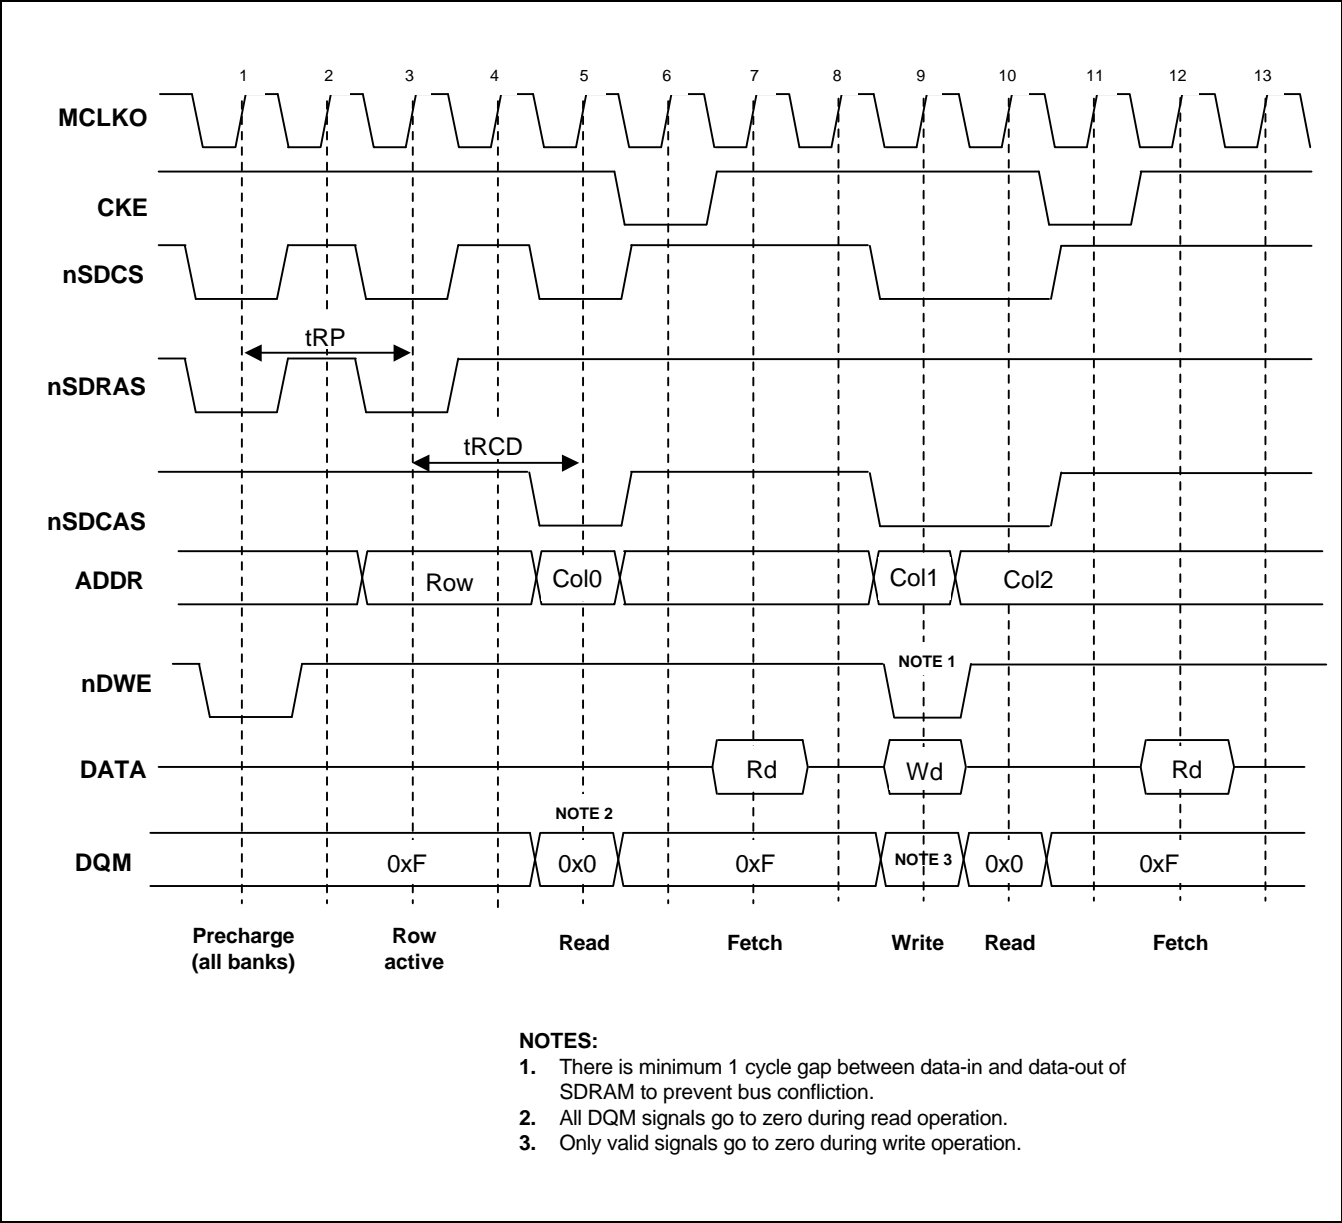 1 2 3 4 5 6 7 8 9 10 11 12 13
MCLKO
CKE
nSDCS
tRP
nSDRAS
tRCD
nSDCAS
ADDR Row Col0 Col1 Col2
NOTE 1
nDWE
DATA Rd Wd Rd
NOTE 2
DQM 0xF 0x0 0xF NOTE 3 0x0 0xF
Precharge
(all banks)
Row
active
Read
Fetch
Write
Read
Fetch
NOTES:
1. There is minimum 1 cycle gap between data-in and data-out of
SDRAM to prevent bus confliction.
2. All DQM signals go to zero during read operation.
3. Only valid signals go to zero during write operation.